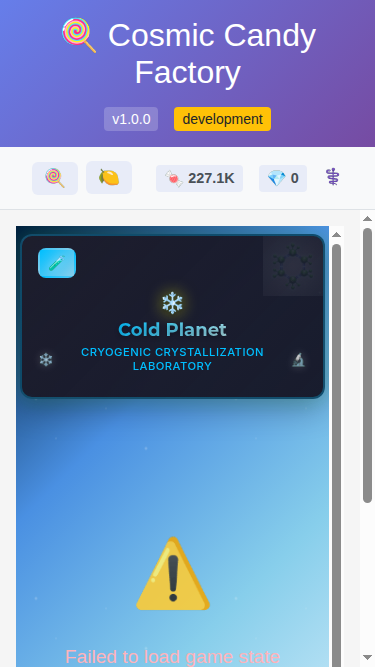 Cosmic Candy
Factory
v1.0.0
development
227.1K
0
Cold Planet
CRYOGENIC CRYSTALLIZATION
LABORATORY
Failed to load game state